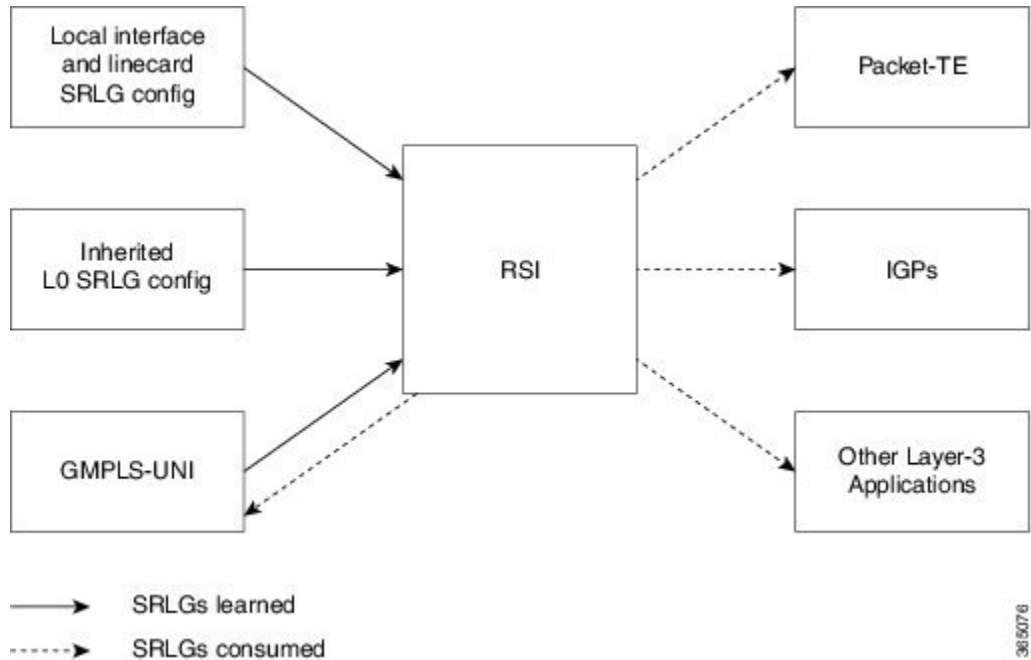 Local interface
and linecard
SRLG config
Packet-TE
Inherited
L0 SRLG config
RSI
IGPs
GMPLS-UNI
Other Layer-3
Applications
SRLGs learned
SRLGs consumed
365076